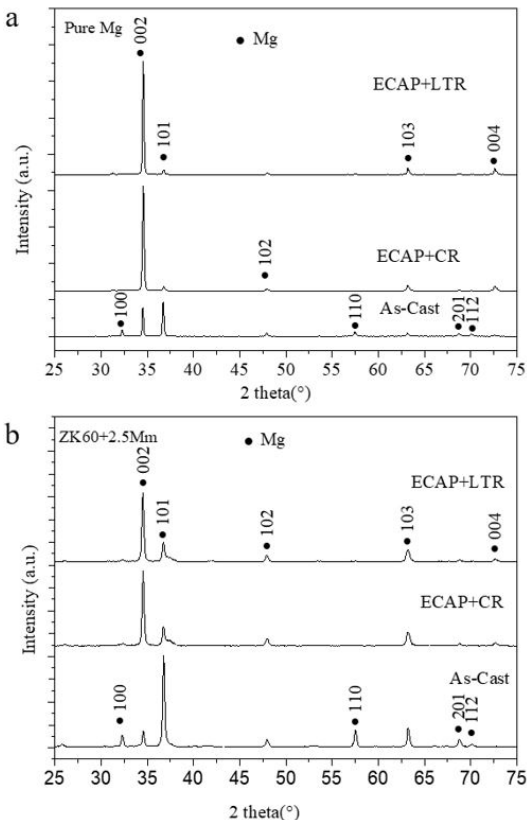 a
Pure Mg
002
Mg
ECAP+LTR
101
103
004
ECAP+CR
102
As-Cast
100
110
201
112
Intensity (a.u.)
25 30 35 40 45 50 55 60 65 70 75
2 theta(°)
b
ZK60+2.5Mm
Mg
002
ECAP+LTR
101
102
103
004
ECAP+CR
As-Cast
100
110
201
112
Intensity (a.u.)
25 30 35 40 45 50 55 60 65 70 75
2 theta(°)